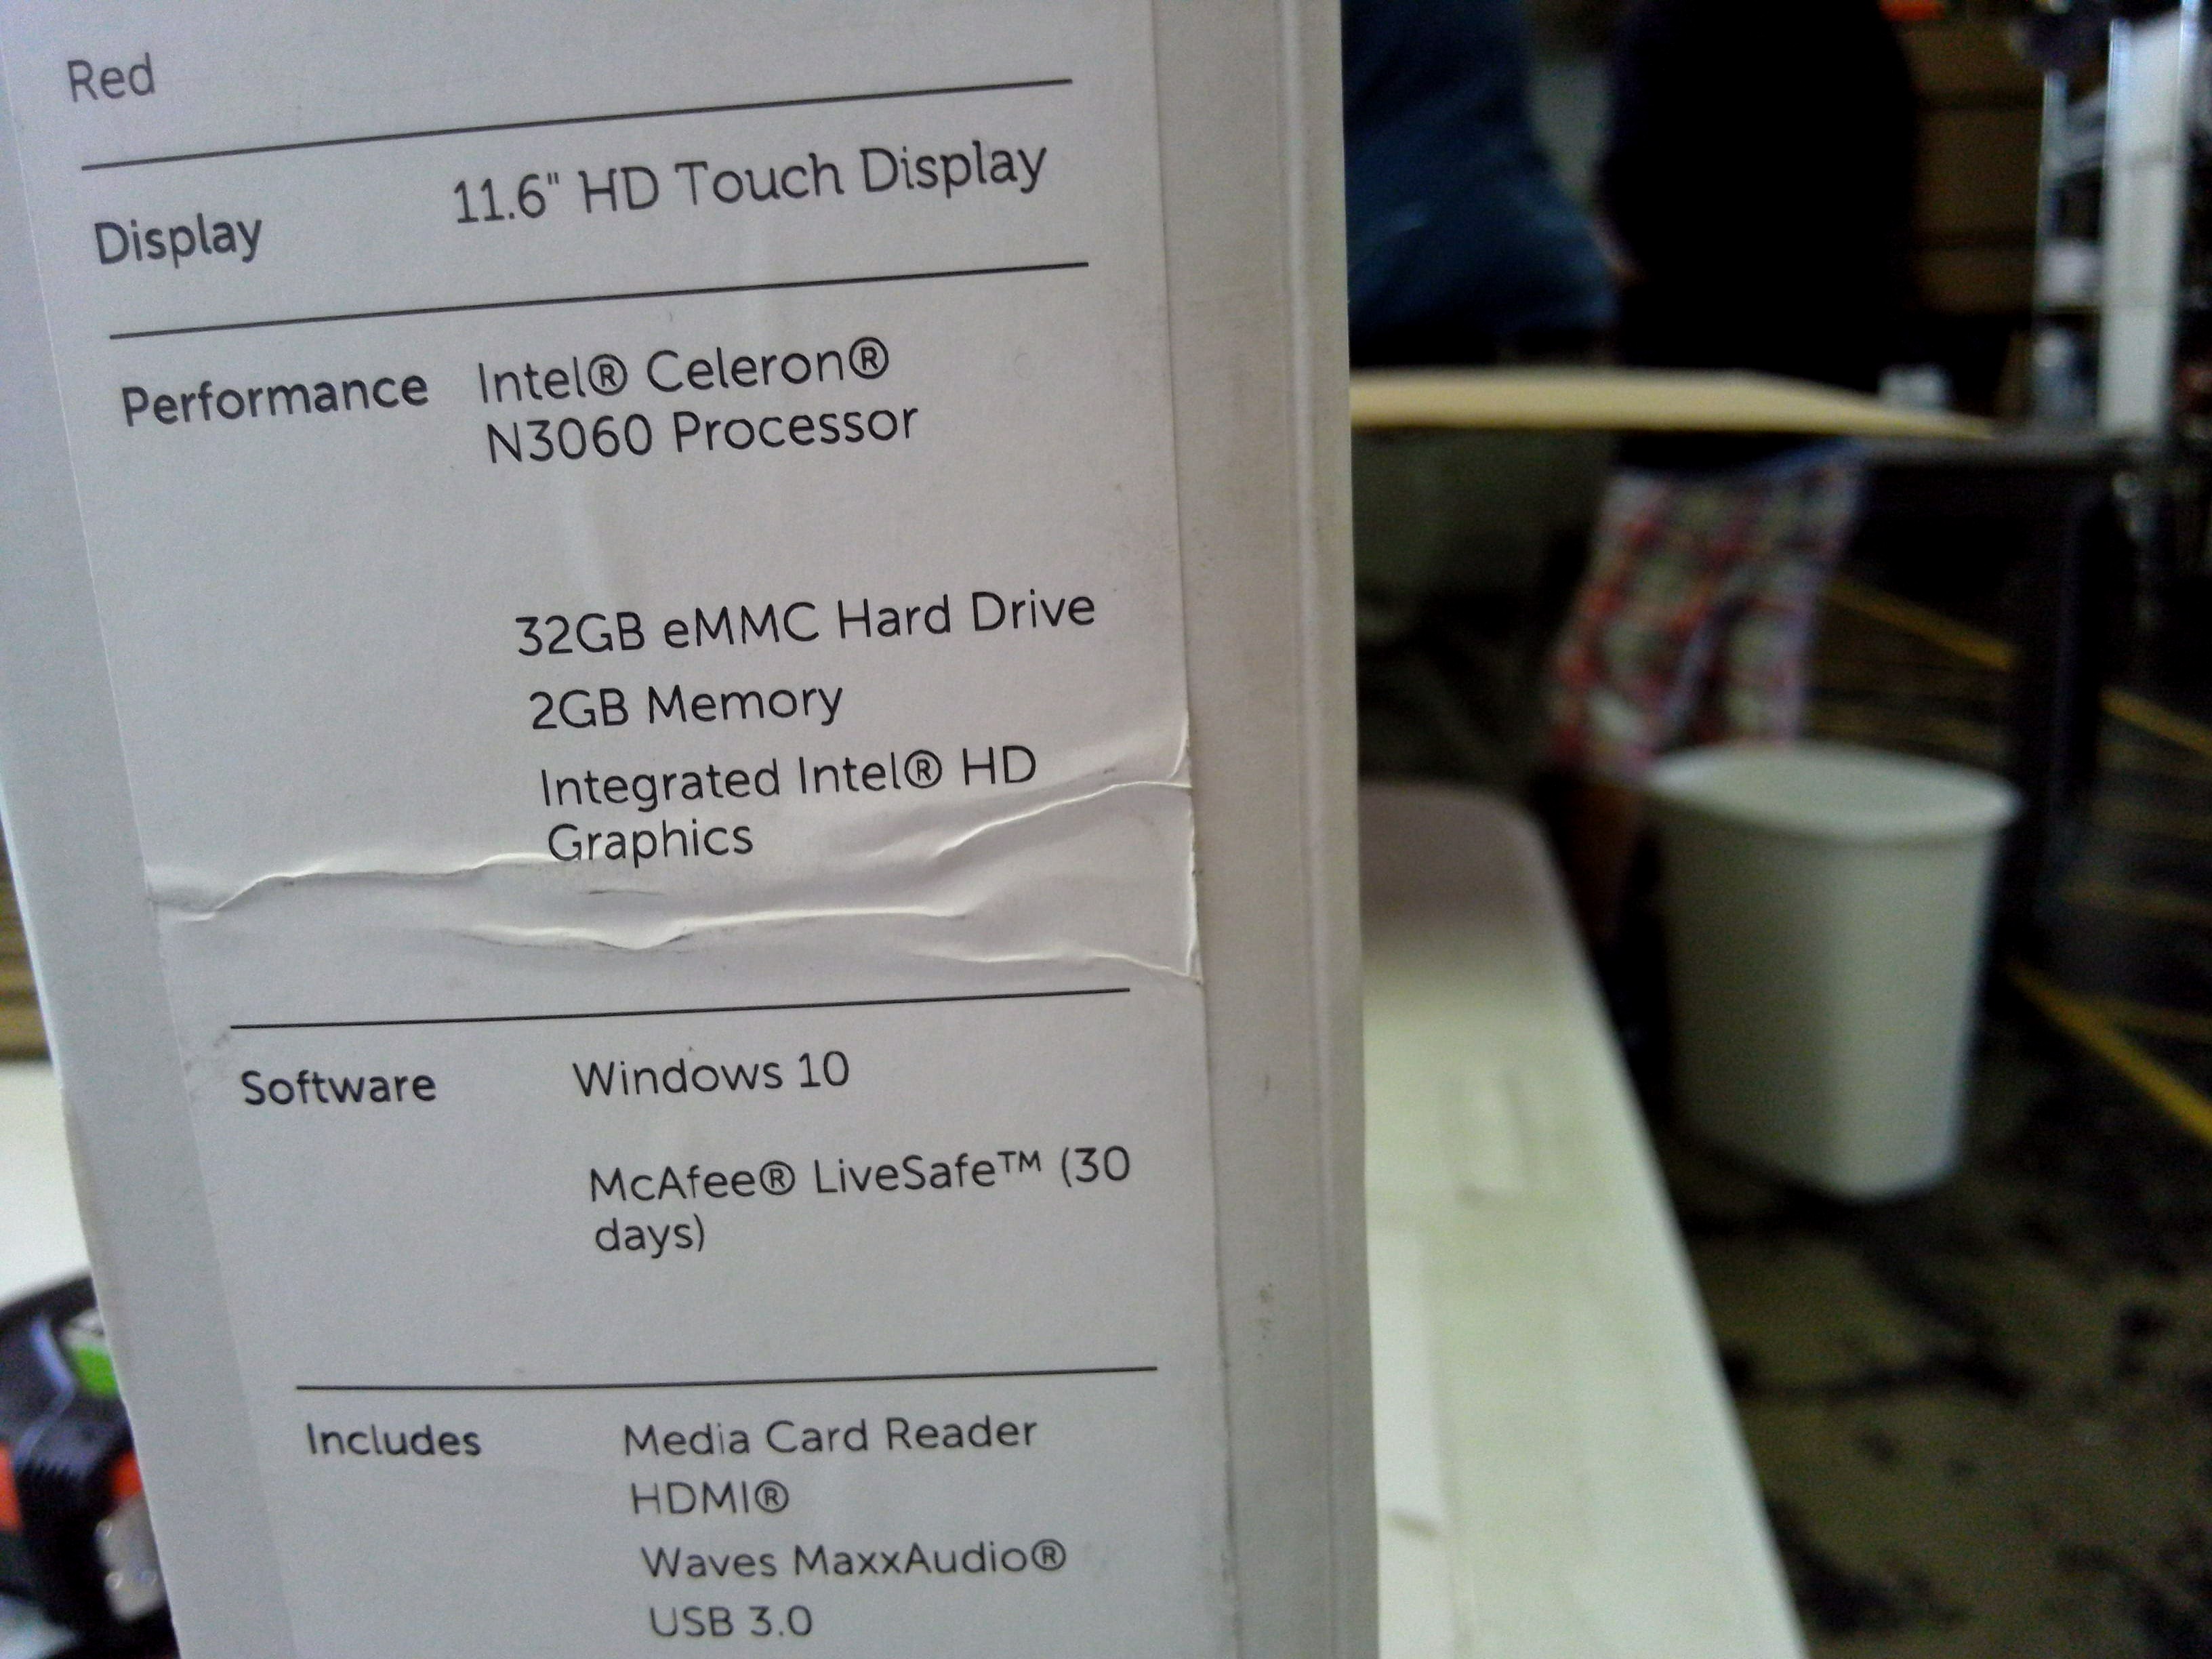 Red
Display 11.6" HD Touch Display
Performance Intel® Celeron®
N3060 Processor
32GB eMMC Hard Drive
2GB Memory
Integrated Intel® HD
Graphics
Software Windows 10
McAfee® LiveSafe™ (30
days)
Includes Media Card Reader
HDMI®
Waves MaxxAudio®
USB 3.0